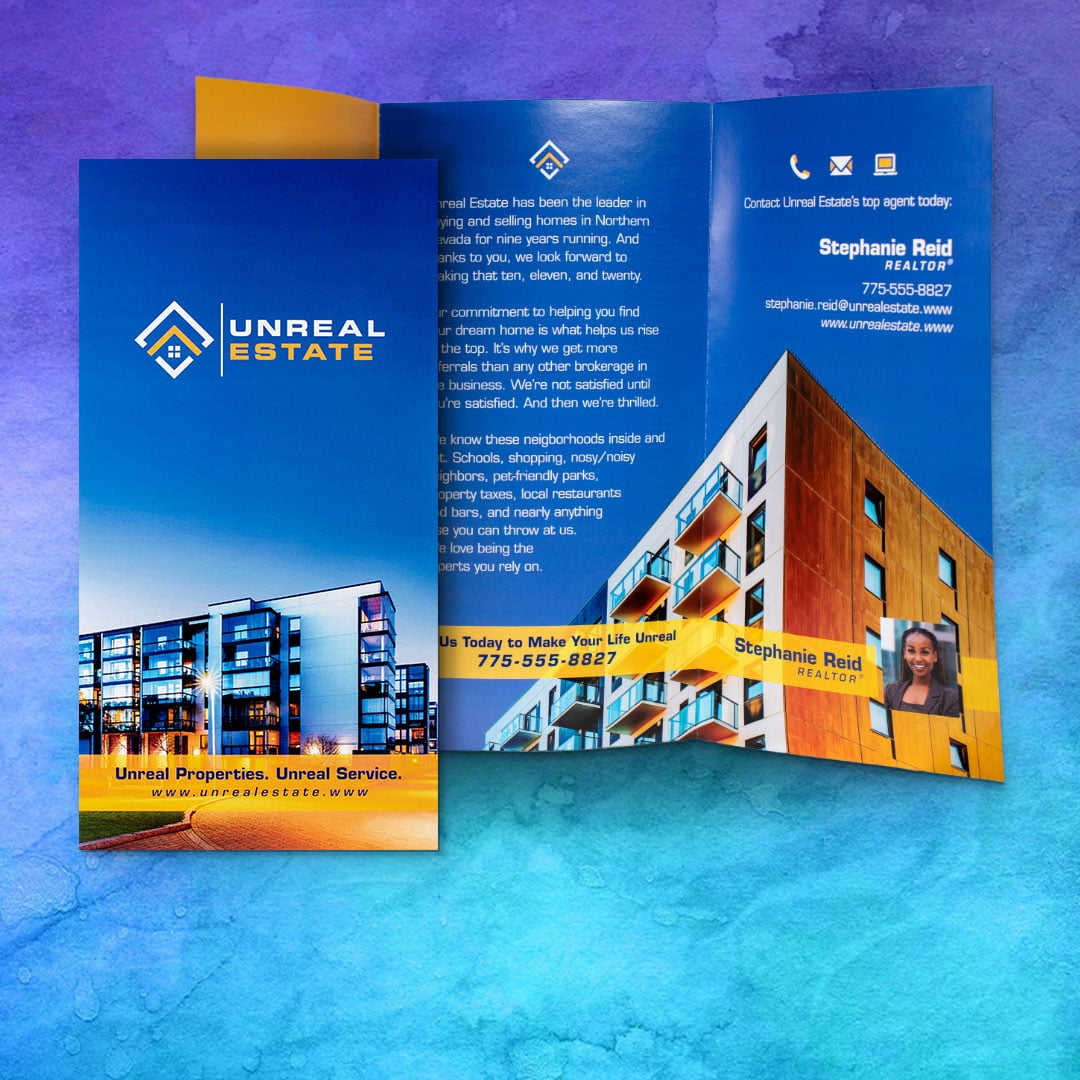 UNREAL
ESTATE
Unreal Properties. Unreal Service.
www.unrealestate.www
nreal Estate has been the leader in
ying and selling homes in Northern
evada for nine years running. And
anks to you, we look forward to
aking that ten, eleven, and twenty.
ur commitment to helping you find
ur dream home is what helps us rise
the top. It's why we get more
ferrals than any other brokerage in
e business. We're not satisfied until
u're satisfied. And then we're thrilled.
e know these neigborhoods inside and
t. Schools, shopping, nosy/noisy
ighbors, pet-friendly parks,
operty taxes, local restaurants
d bars, and nearly anything
se you can throw at us.
e love being the
perts you rely on.
Us Today to Make Your Life Unreal
775-555-8827
Contact Unreal Estate's top agent today:
Stephanie Reid
REALTOR®
775-555-8827
stephanie.reid@unrealestate.www
www.unrealestate.www
Stephanie Reid
REALTOR®